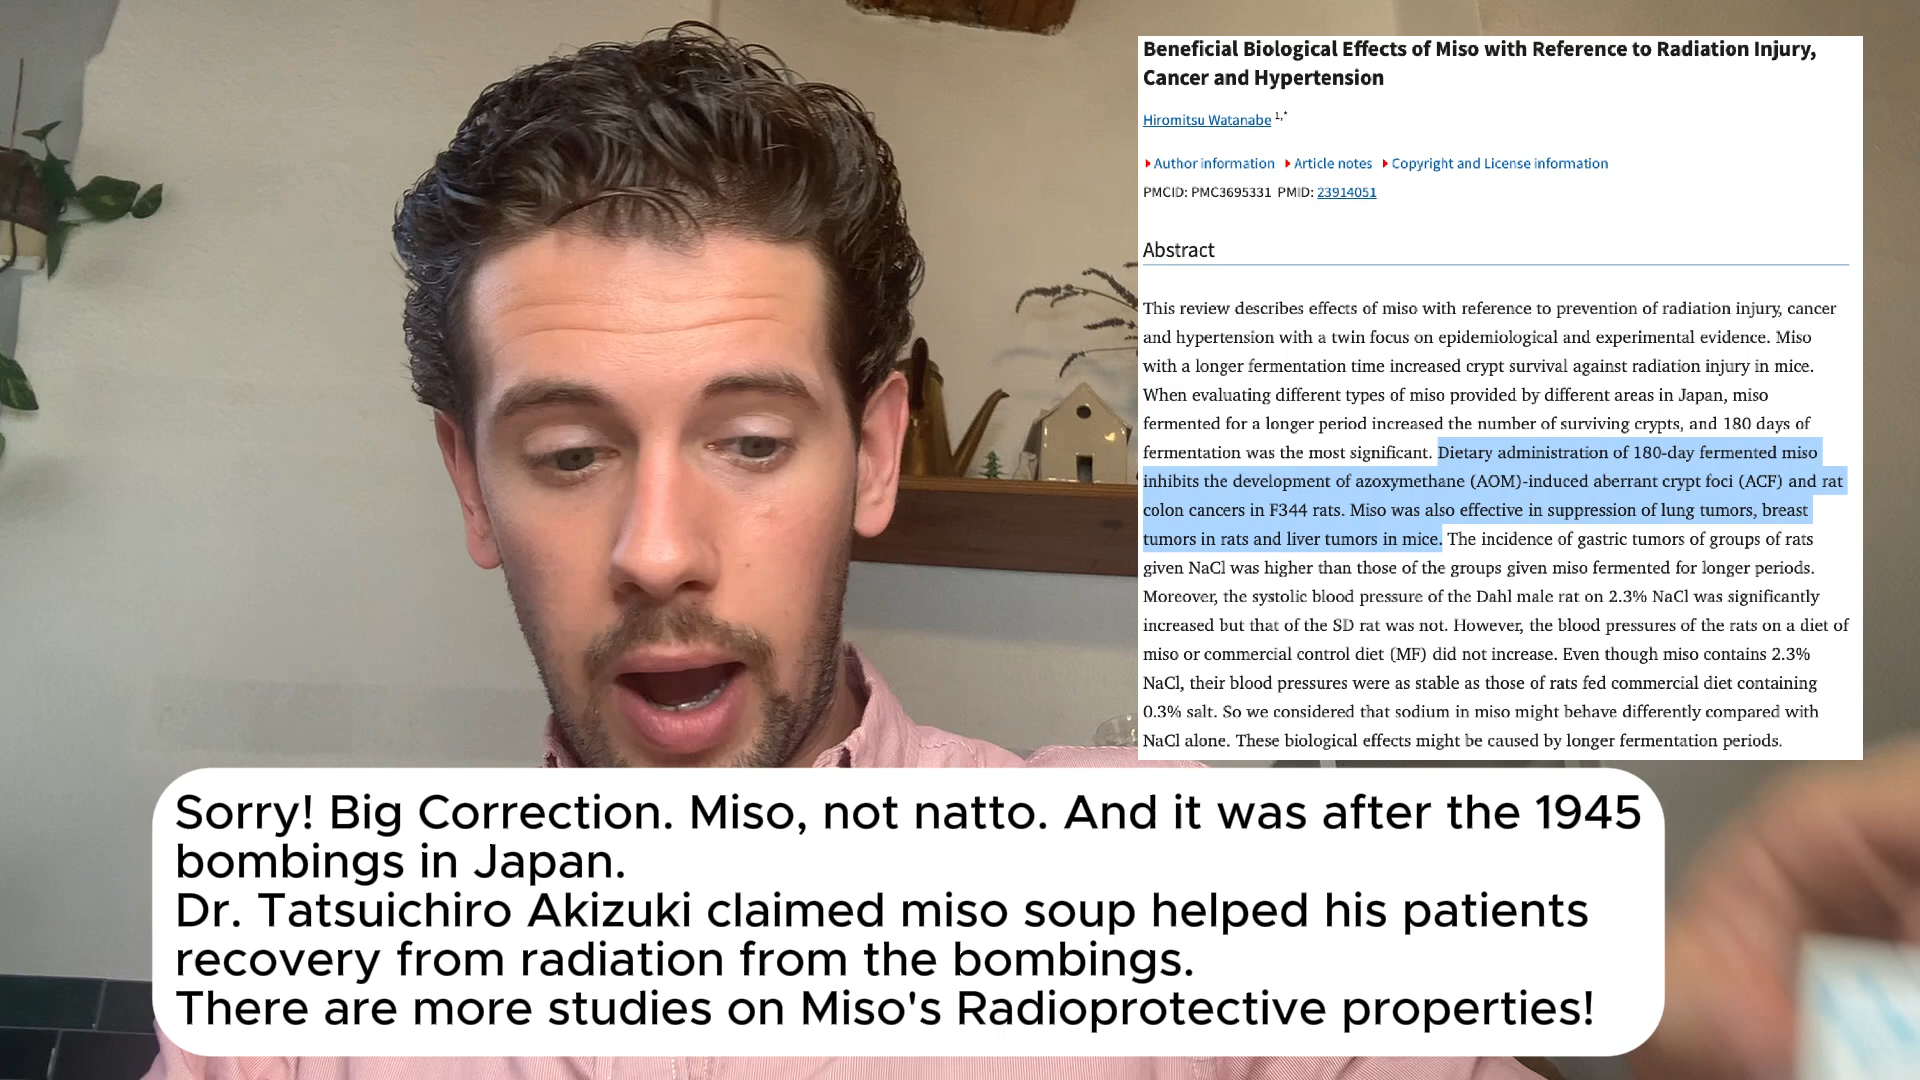 Beneficial Biological Effects of Miso with Reference to Radiation Injury,
Cancer and Hypertension
Hiromitsu Watanabe 1,*
Author information Article notes Copyright and License information
PMCID: PMC3695331 PMID: 23914051
Abstract
This review describes effects of miso with reference to prevention of radiation injury, cancer
and hypertension with a twin focus on epidemiological and experimental evidence. Miso
with a longer fermentation time increased crypt survival against radiation injury in mice.
When evaluating different types of miso provided by different areas in Japan, miso
fermented for a longer period increased the number of surviving crypts, and 180 days of
fermentation was the most significant. Dietary administration of 180-day fermented miso
inhibits the development of azoxymethane (AOM)-induced aberrant crypt foci (ACF) and rat
colon cancers in F344 rats. Miso was also effective in suppression of lung tumors, breast
tumors in rats and liver tumors in mice. The incidence of gastric tumors of groups of rats
given NaCl was higher than those of the groups given miso fermented for longer periods.
Moreover, the systolic blood pressure of the Dahl male rat on 2.3% NaCl was significantly
increased but that of the SD rat was not. However, the blood pressures of the rats on a diet of
miso or commercial control diet (MF) did not increase. Even though miso contains 2.3%
NaCl, their blood pressures were as stable as those of rats fed commercial diet containing
0.3% salt. So we considered that sodium in miso might behave differently compared with
NaCl alone. These biological effects might be caused by longer fermentation periods.
Sorry! Big Correction. Miso, not natto. And it was after the 1945
bombings in Japan.
Dr. Tatsuichiro Akizuki claimed miso soup helped his patients
recovery from radiation from the bombings.
There are more studies on Miso's Radioprotective properties!